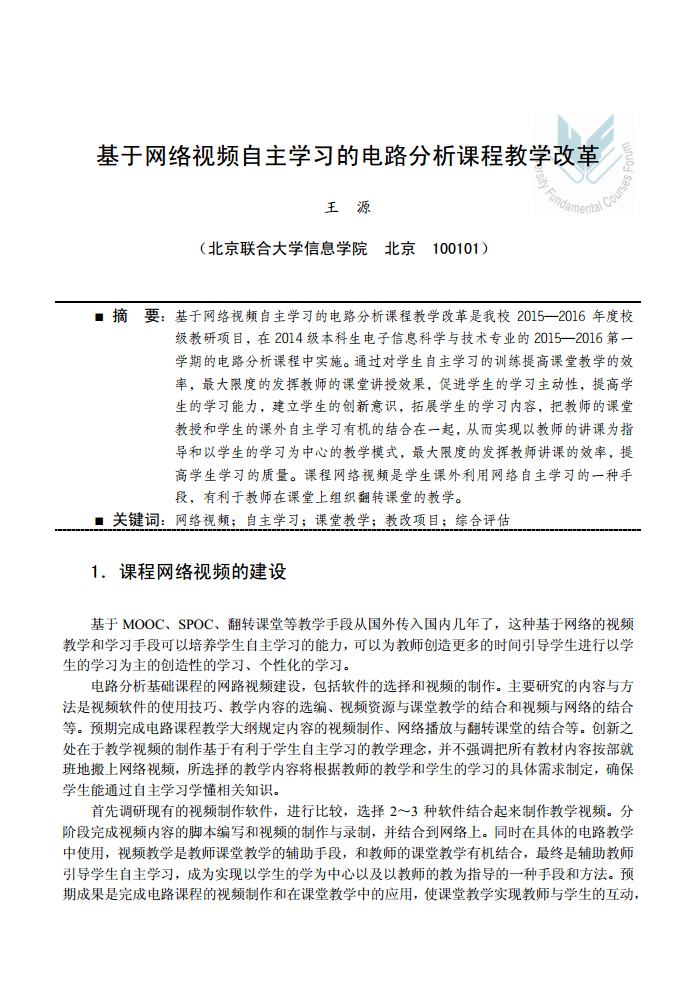 基于网络视频自主学习的电路分析课程教学改革
ersity Fundamental Courses Forum
王 源
（北京联合大学信息学院 北京 100101）
■ 摘 要：基于网络视频自主学习的电路分析课程教学改革是我校 2015—2016 年度校
级教研项目，在 2014 级本科生电子信息科学与技术专业的 2015—2016 第一
学期的电路分析课程中实施。通过对学生自主学习的训练提高课堂教学的效
率，最大限度的发挥教师的课堂讲授效果，促进学生的学习主动性，提高学
生的学习能力，建立学生的创新意识，拓展学生的学习内容，把教师的课堂
教授和学生的课外自主学习有机的结合在一起，从而实现以教师的讲课为指
导和以学生的学习为中心的教学模式，最大限度的发挥教师讲课的效率，提
高学生学习的质量。课程网络视频是学生课外利用网络自主学习的一种手
段，有利于教师在课堂上组织翻转课堂的教学。
■ 关键词：网络视频；自主学习；课堂教学；教改项目；综合评估
1．课程网络视频的建设
基于 MOOC、SPOC、翻转课堂等教学手段从国外传入国内几年了，这种基于网络的视频
教学和学习手段可以培养学生自主学习的能力，可以为教师创造更多的时间引导学生进行以学
生的学习为主的创造性的学习、个性化的学习。
电路分析基础课程的网路视频建设，包括软件的选择和视频的制作。主要研究的内容与方
法是视频软件的使用技巧、教学内容的选编、视频资源与课堂教学的结合和视频与网络的结合
等。预期完成电路课程教学大纲规定内容的视频制作、网络播放与翻转课堂的结合等。创新之
处在于教学视频的制作基于有利于学生自主学习的教学理念，并不强调把所有教材内容按部就
班地搬上网络视频，所选择的教学内容将根据教师的教学和学生的学习的具体需求制定，确保
学生能通过自主学习学懂相关知识。
首先调研现有的视频制作软件，进行比较，选择 2～3 种软件结合起来制作教学视频。分
阶段完成视频内容的脚本编写和视频的制作与录制，并结合到网络上。同时在具体的电路教学
中使用，视频教学是教师课堂教学的辅助手段，和教师的课堂教学有机结合，最终是辅助教师
引导学生自主学习，成为实现以学生的学为中心以及以教师的教为指导的一种手段和方法。预
期成果是完成电路课程的视频制作和在课堂教学中的应用，使课堂教学实现教师与学生的互动，